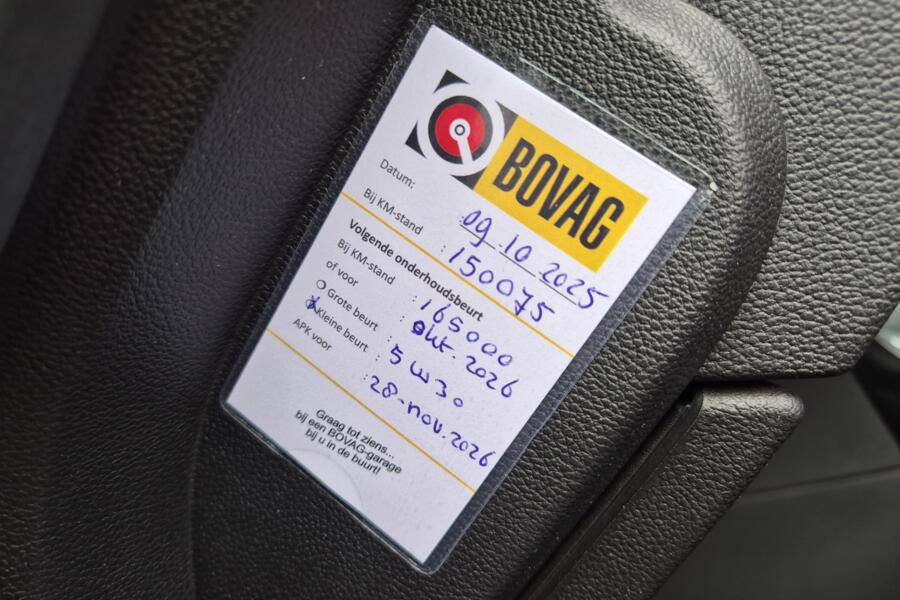 BOVAG
Datum: 09.10.2025
Bij KM-stand : 150075
Volgende onderhoudsbeurt
Bij KM-stand : 165000
of voor : okt. 2026
Grote beurt : 5w30
x Kleine beurt
APK voor : 28-nov. 2026
Graag tot ziens...
bij een BOVAG-garage
bij u in de buurt!